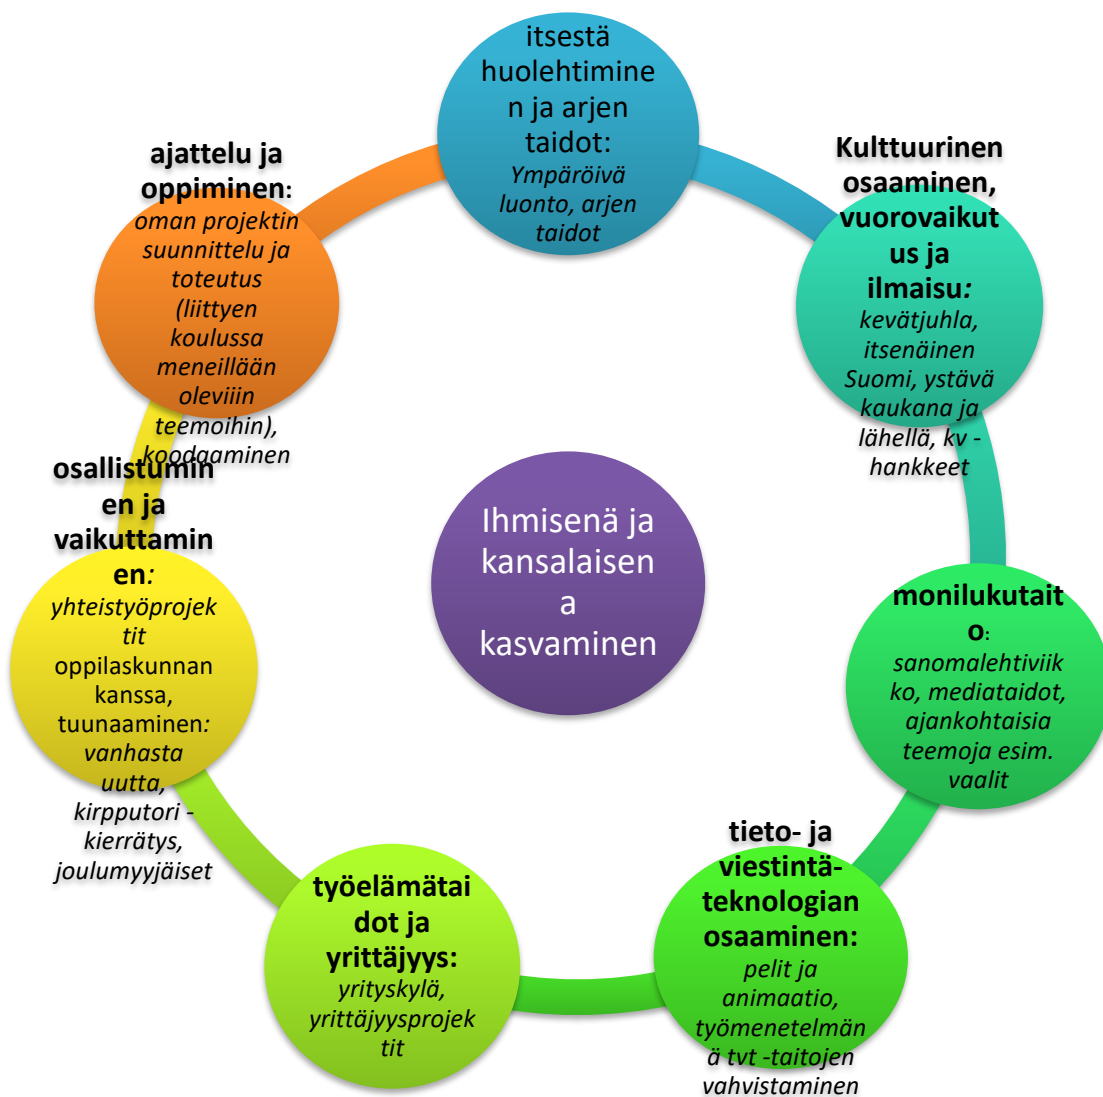 itsestä
huolehtimine
n ja arjen
taidot:
Ympäröivä
luonto, arjen
taidot
Kulttuurinen
osaaminen,
vuorovaikut
us ja
ilmaisu:
kevätjuhla,
itsenäinen
Suomi, ystävä
kaukana ja
lähellä, kv -
hankkeet
monilukutait
o:
sanomalehtiviik
ko, mediataidot,
ajankohtaisia
teemoja esim.
vaalit
tieto- ja
viestintä-
teknologian
osaaminen:
pelit ja
animaatio,
työmenetelmän
ä tvt -taitojen
vahvistaminen
työelämätai
dot ja
yrittäjyys:
yrityskylä,
yrittäjyysprojek
tit
osallistumin
en ja
vaikuttamin
en:
yhteistyöprojek
tit
oppilaskunnan
kanssa,
tuunaaminen:
vanhasta
uutta,
kirpputori -
kierrätys,
joulumyyjäiset
ajattelu ja
oppiminen:
oman projektin
suunnittelu ja
toteutus
(liittyen
koulussa
meneillään
oleviiin
teemoihin),
koodaaminen
Ihmisenä ja
kansalaisen
a
kasvaminen